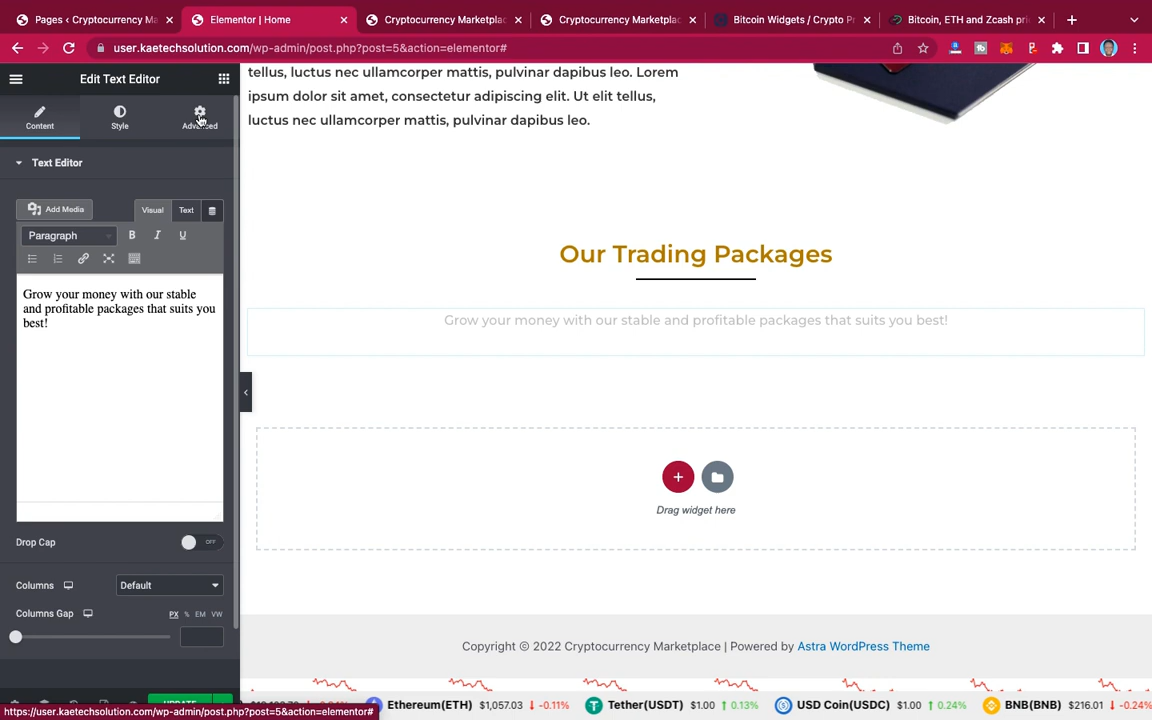 Pages ‹ Cryptocurrency Ma
Elementor | Home
Cryptocurrency Marketplac
Cryptocurrency Marketplac
Bitcoin Widgets / Crypto Pr
Bitcoin, ETH and Zcash pri
user.kaetechsolution.com/wp-admin/post.php?post=5&action=elementor#
Edit Text Editor
Content
Style
Advanced
Text Editor
Add Media
Visual
Text
Paragraph
B
I
U
Grow your money with our stable
and profitable packages that suits you
best!
Drop Cap
OFF
Columns
Default
Columns Gap
PX
%
EM
VW
tellus, luctus nec ullamcorper mattis, pulvinar dapibus leo. Lorem
ipsum dolor sit amet, consectetur adipiscing elit. Ut elit tellus,
luctus nec ullamcorper mattis, pulvinar dapibus leo.
Our Trading Packages
Grow your money with our stable and profitable packages that suits you best!
Drag widget here
Copyright © 2022 Cryptocurrency Marketplace | Powered by Astra WordPress Theme
Ethereum(ETH) $1,057.03 ↓ -0.11%
Tether(USDT) $1.00 ↑ 0.13%
USD Coin(USDC) $1.00 ↑ 0.24%
BNB(BNB) $216.01 ↓ -0.24%
https://user.kaetechsolution.com/wp-admin/post.php?post=5&action=elementor#